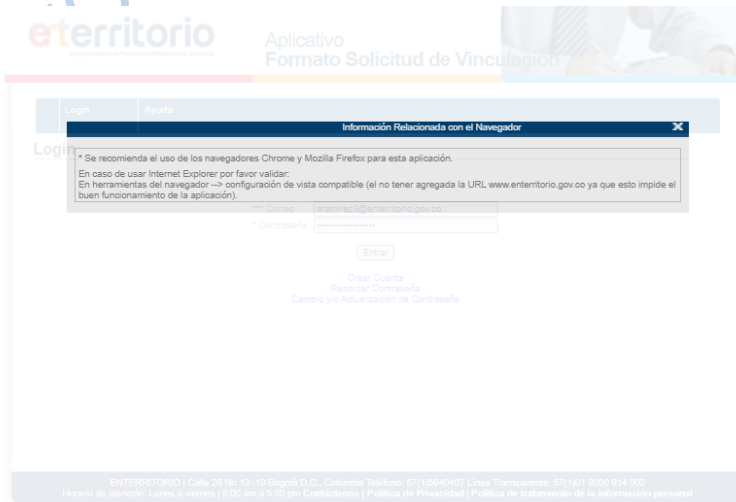 enterritorio
Aplicativo
Formato Solicitud de Vinculación
Login Ayuda
Información Relacionada con el Navegador X
Login
* Se recomienda el uso de los navegadores Chrome y Mozilla Firefox para esta aplicación.
En caso de usar Internet Explorer por favor validar:
En herramientas del navegador --> configuración de vista compatible (el no tener agregada la URL www.enterritorio.gov.co ya que esto impide el
buen funcionamiento de la aplicación).
*** Correo: aramirez3@enterritorio.gov.co
* Contraseña:
Entrar
Crear Cuenta
Recordar Contraseña
Cambio y/o Actualización de Contraseña
ENTERRITORIO | Calle 26 No 13 -19 Bogotá D.C., Colombia Teléfono: 57(1)5940407 Línea Transparente: 57(1)01 8000 914 502
Horario de atención: Lunes a viernes | 8:00 am a 5:00 pm Contáctenos | Política de Privacidad | Política de tratamiento de la información personal